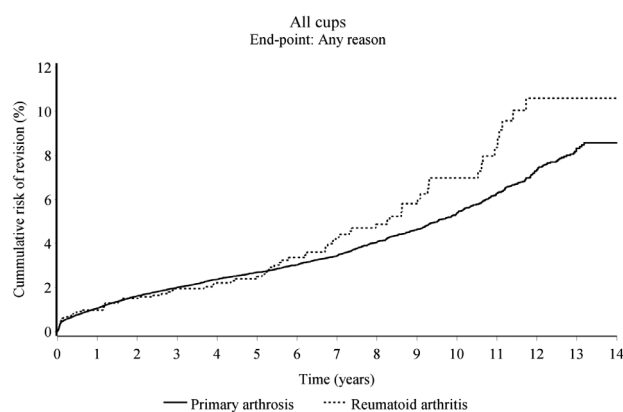 All cups
End-point: Any reason
Cummulative risk of revision (%)
12
10
8
6
4
2
0
0 1 2 3 4 5 6 7 8 9 10 11 12 13 14
Time (years)
Primary arthrosis Reumatoid arthritis